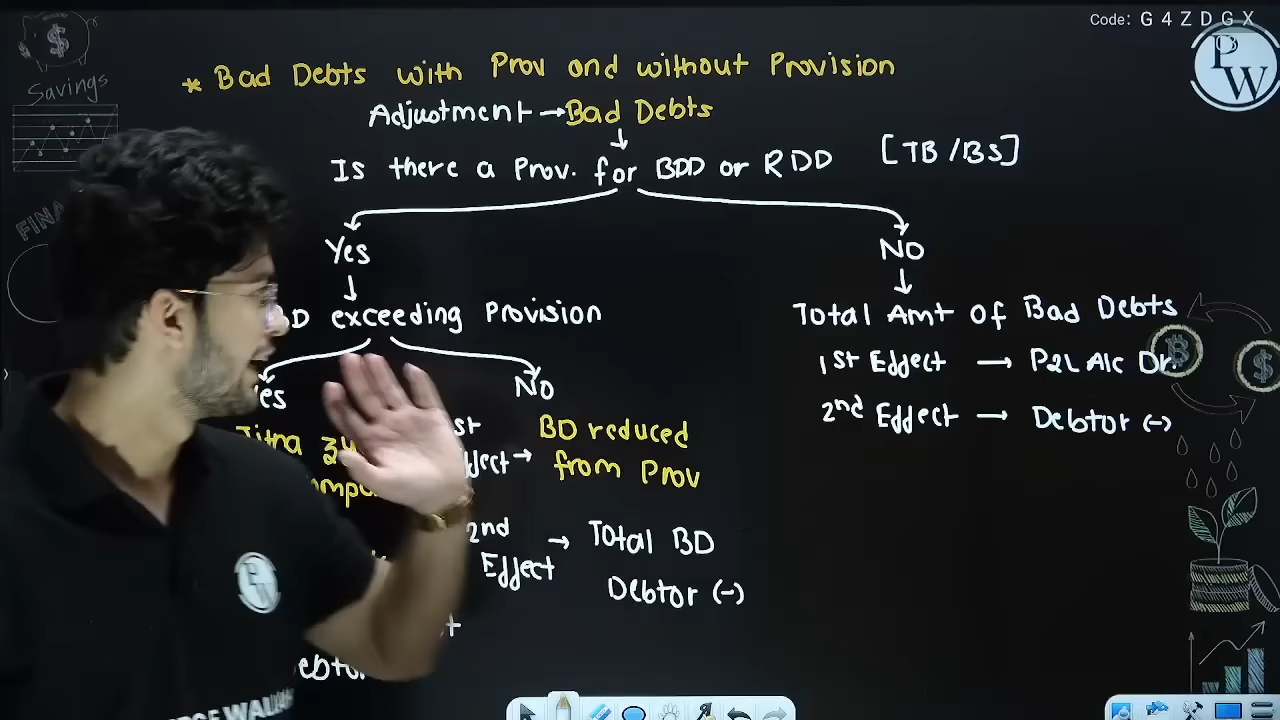 Code: G 4 Z D G X
PW
Savings
* Bad Debts with Prov and without Provision
Adjustment → Bad Debts
Is there a Prov. for BDD or RDD [TB/BS]
Yes
NO
exceeding Provision
Total Amt of Bad Debts
1st Effect → P&L A/c Dr.
2nd Effect → Debtor (-)
NO
BD reduced
from Prov
2nd
Effect → Total BD
Debtor (-)
PW